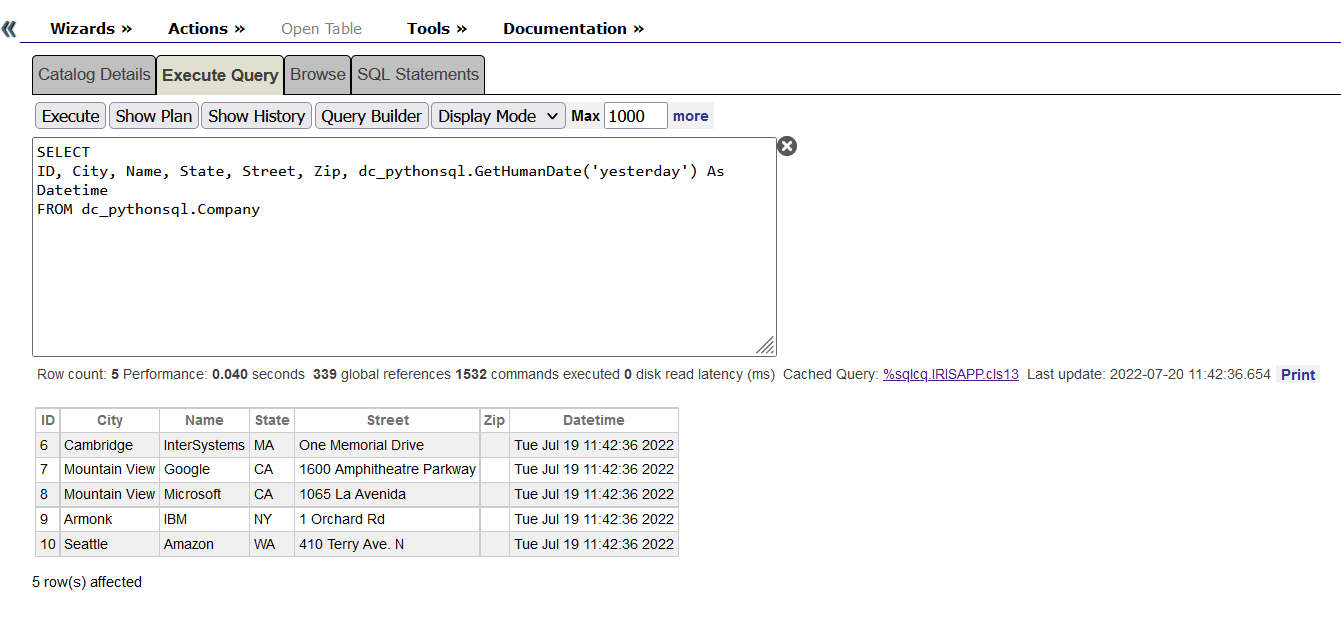 Wizards » Actions » Open Table Tools » Documentation »
Catalog Details Execute Query Browse SQL Statements
Execute Show Plan Show History Query Builder Display Mode Max 1000 more
SELECT
ID, City, Name, State, Street, Zip, dc_pythonsql.GetHumanDate('yesterday') As
Datetime
FROM dc_pythonsql.Company
Row count: 5 Performance: 0.040 seconds 339 global references 1532 commands executed 0 disk read latency (ms) Cached Query: %sqlcq.IRISAPP.cls13 Last update: 2022-07-20 11:42:36.654 Print
ID City Name State Street Zip Datetime
6 Cambridge InterSystems MA One Memorial Drive Tue Jul 19 11:42:36 2022
7 Mountain View Google CA 1600 Amphitheatre Parkway Tue Jul 19 11:42:36 2022
8 Mountain View Microsoft CA 1065 La Avenida Tue Jul 19 11:42:36 2022
9 Armonk IBM NY 1 Orchard Rd Tue Jul 19 11:42:36 2022
10 Seattle Amazon WA 410 Terry Ave. N Tue Jul 19 11:42:36 2022
5 row(s) affected